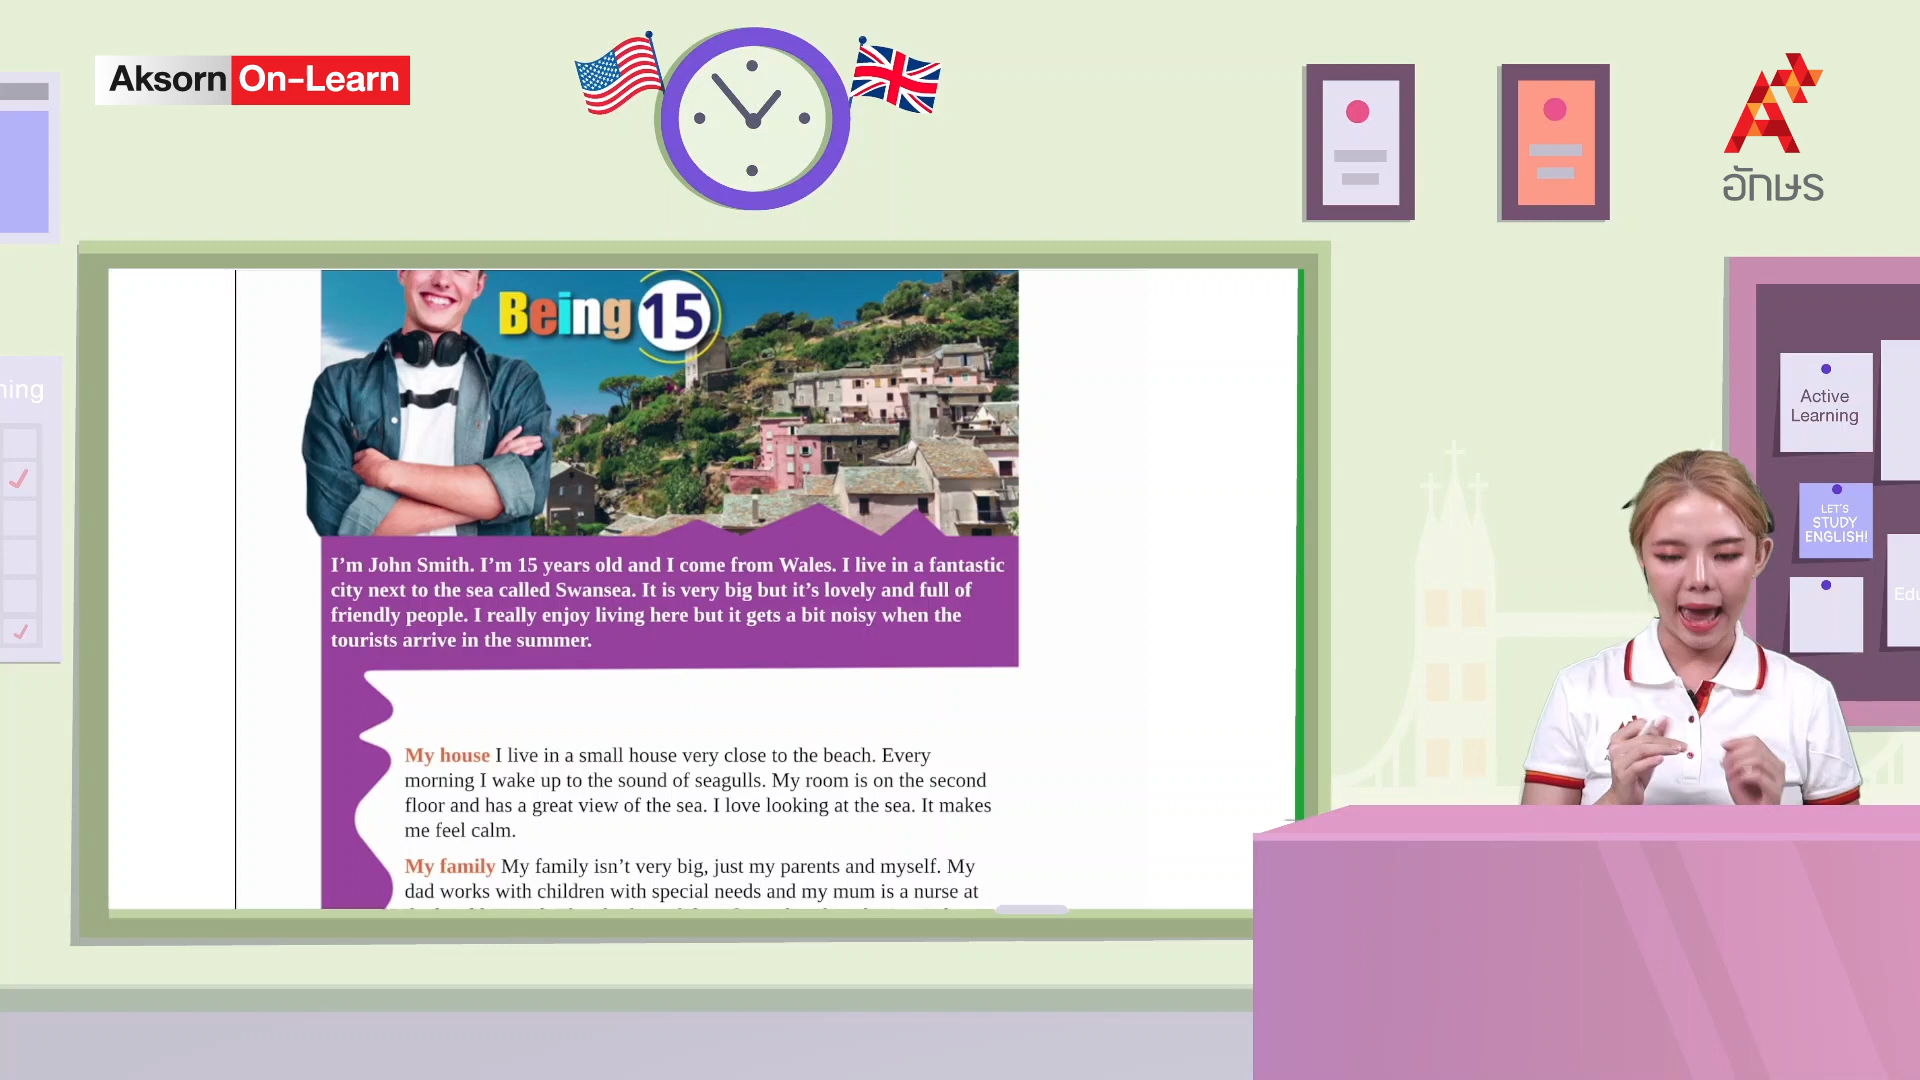 Aksorn On-Learn
อักษร
ning
Being 15
Active
Learning
LET'S
STUDY
ENGLISH!
Edu
I'm John Smith. I'm 15 years old and I come from Wales. I live in a fantastic
city next to the sea called Swansea. It is very big but it's lovely and full of
friendly people. I really enjoy living here but it gets a bit noisy when the
tourists arrive in the summer.
My house I live in a small house very close to the beach. Every
morning I wake up to the sound of seagulls. My room is on the second
floor and has a great view of the sea. I love looking at the sea. It makes
me feel calm.
My family My family isn't very big, just my parents and myself. My
dad works with children with special needs and my mum is a nurse at